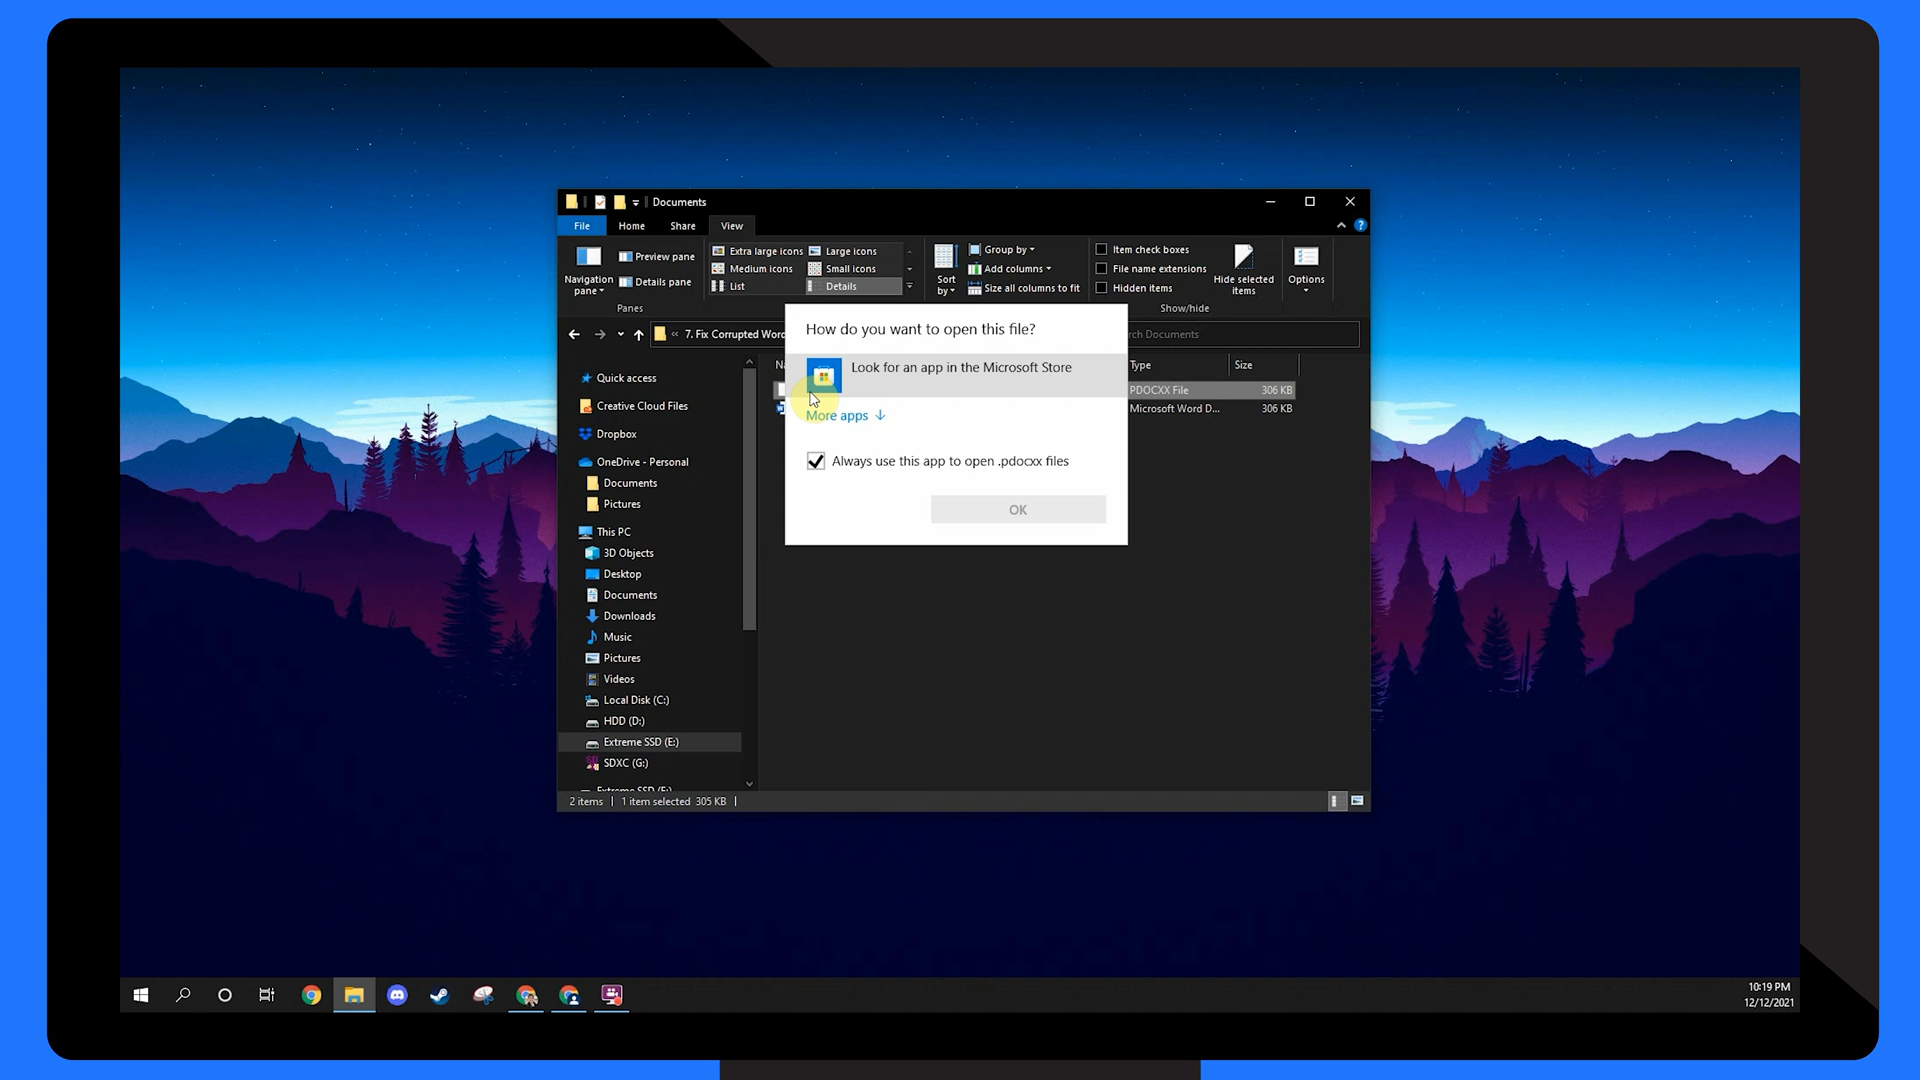 Documents
File Home Share View
Preview pane
Details pane
Navigation pane
Panes
Extra large icons Large icons
Medium icons Small icons
List Details
Sort by
Group by
Add columns
Size all columns to fit
Item check boxes
File name extensions
Hidden items
Hide selected items
Show/hide
Options
« 7. Fix Corrupted Word
Documents
Type Size
PDOCXX File 306 KB
Microsoft Word D... 306 KB
How do you want to open this file?
Look for an app in the Microsoft Store
More apps ↓
Always use this app to open .pdocxx files
OK
Quick access
Creative Cloud Files
Dropbox
OneDrive - Personal
Documents
Pictures
This PC
3D Objects
Desktop
Documents
Downloads
Music
Pictures
Videos
Local Disk (C:)
HDD (D:)
Extreme SSD (E:)
SDXC (G:)
2 items 1 item selected 305 KB
10:19 PM
12/12/2021